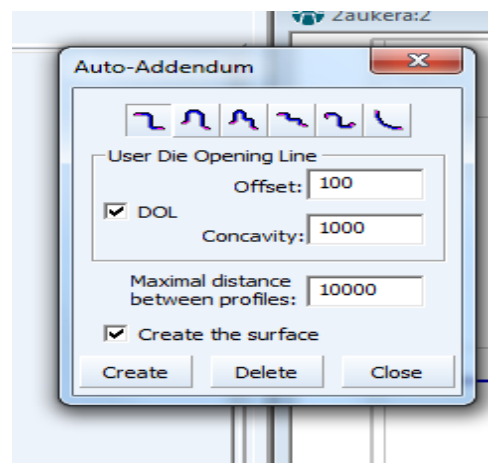 Zaukera:2
Auto-Addendum
User Die Opening Line
Offset: 100
DOL
Concavity: 1000
Maximal distance
between profiles: 10000
Create the surface
Create Delete Close